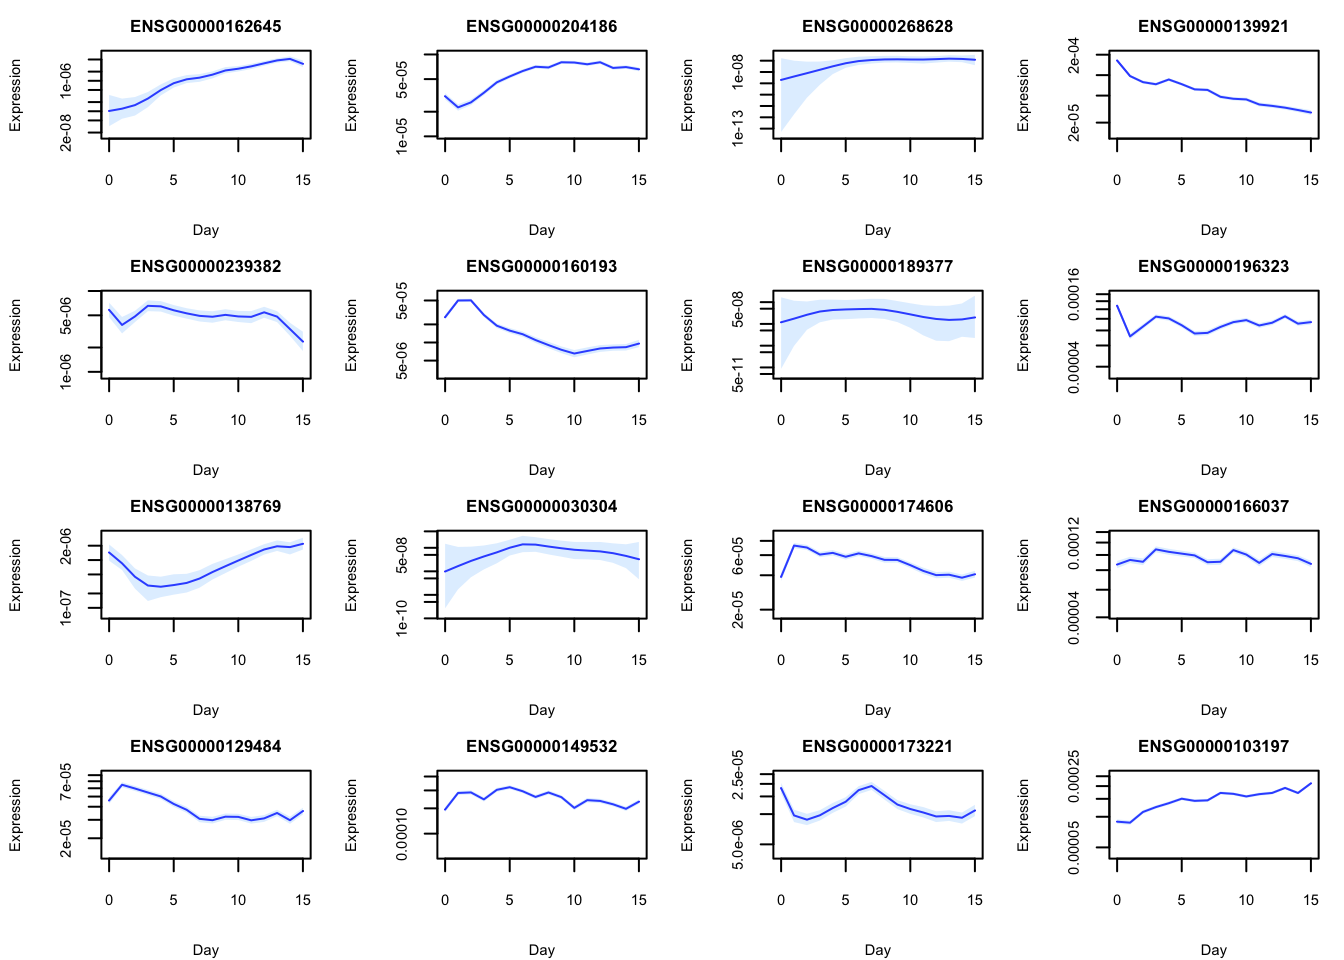 ENSG00000162645 ENSG00000204186 ENSG00000268628 ENSG00000139921
Expression 2e-08 1e-06 Expression 1e-05 5e-05 Expression 1e-13 1e-08 Expression 2e-05 2e-04
0 5 10 15 0 5 10 15 0 5 10 15 0 5 10 15
Day Day Day Day
ENSG00000239382 ENSG00000160193 ENSG00000189377 ENSG00000196323
Expression 1e-06 5e-06 Expression 5e-06 5e-05 Expression 5e-11 5e-08 Expression 0.00004 0.00016
0 5 10 15 0 5 10 15 0 5 10 15 0 5 10 15
Day Day Day Day
ENSG00000138769 ENSG00000030304 ENSG00000174606 ENSG00000166037
Expression 1e-07 2e-06 Expression 1e-10 5e-08 Expression 2e-05 6e-05 Expression 0.00004 0.00012
0 5 10 15 0 5 10 15 0 5 10 15 0 5 10 15
Day Day Day Day
ENSG00000129484 ENSG00000149532 ENSG00000173221 ENSG00000103197
Expression 2e-05 7e-05 Expression 0.00010 Expression 5.0e-06 2.5e-05 Expression 0.00005 0.00025
0 5 10 15 0 5 10 15 0 5 10 15 0 5 10 15
Day Day Day Day